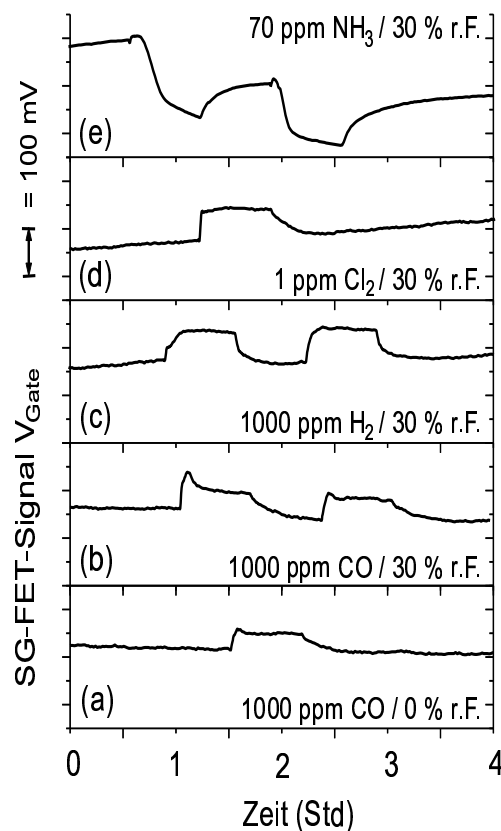 70 ppm NH₃ / 30 % r.F.
(e)
(d)
1 ppm Cl₂ / 30 % r.F.
(c)
1000 ppm H₂ / 30 % r.F.
(b)
1000 ppm CO / 30 % r.F.
(a)
1000 ppm CO / 0 % r.F.
SG-FET-Signal V_Gate
= 100 mV
0 1 2 3 4
Zeit (Std)